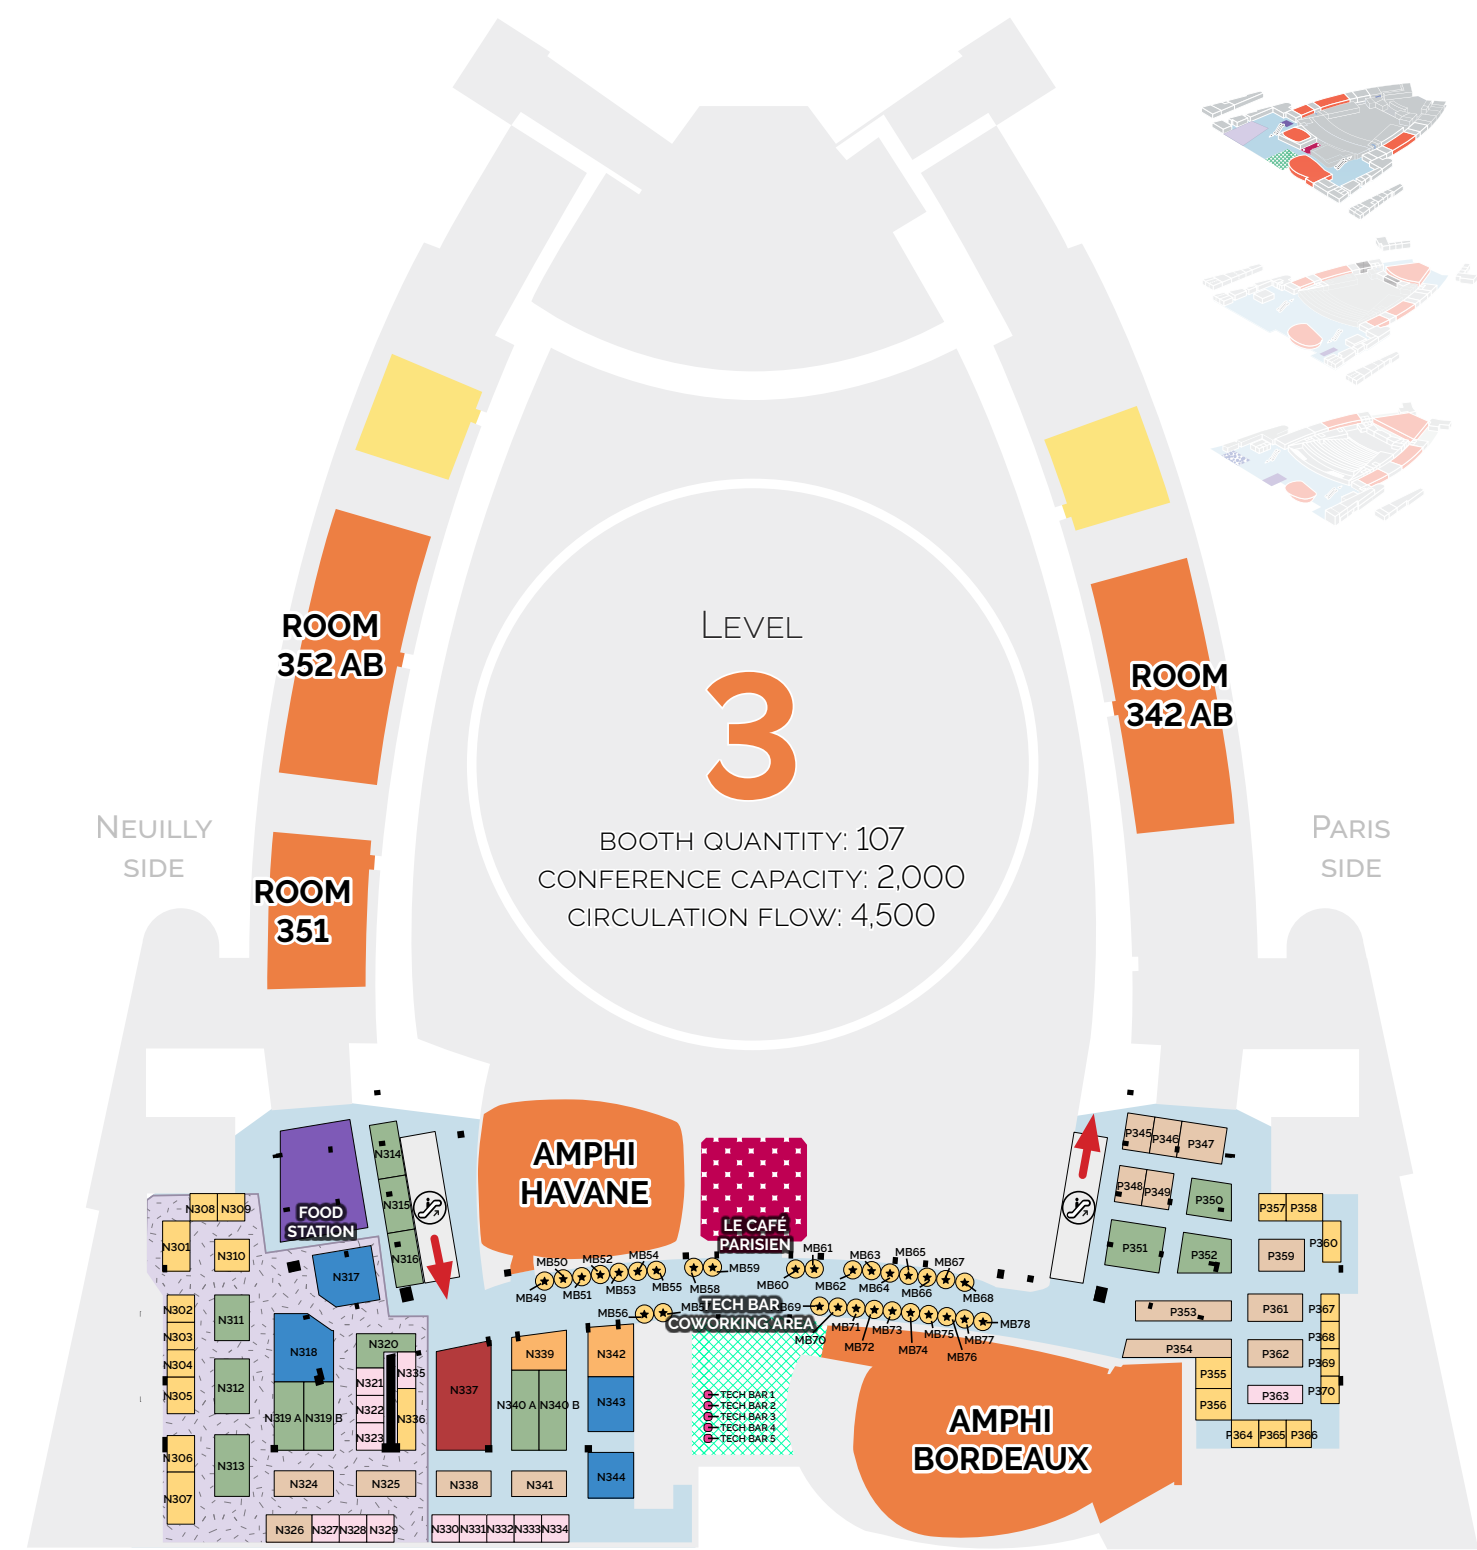 LEVEL
3
BOOTH QUANTITY: 107
CONFERENCE CAPACITY: 2,000
CIRCULATION FLOW: 4,500
ROOM
352 AB
ROOM
342 AB
NEUILLY
SIDE
PARIS
SIDE
ROOM
351
AMPHI
HAVANE
LE CAFÉ
PARISIEN
FOOD
STATION
N314
N315
N316
N308 N309
N301
N310
N317
N302
N303
N304
N305
N311
N312
N306
N307
N313
N318
N319 A N319 B
N320
N321
N322
N323
N335
N336
N324
N325
N326 N327 N328 N329
N337
N338
N339
N340 A N340 B
N341
N342
N343
N344
N330 N331 N332 N333 N334
MB49
MB50
MB51
MB52
MB53
MB54
MB55
MB56
MB58
MB59
MB60
MB61
MB62
MB63
MB64
MB65
MB66
MB67
MB68
TECH BAR
COWORKING AREA
MB70
MB71
MB72
MB73
MB74
MB75
MB76
MB77
MB78
TECH BAR 1
TECH BAR 2
TECH BAR 3
TECH BAR 4
TECH BAR 5
AMPHI
BORDEAUX
P345 P346 P347
P348 P349
P350
P351
P352
P353
P354
P355
P356
P357 P358
P359
P360
P361
P362
P363
P367
P368
P369
P370
P364 P365 P366